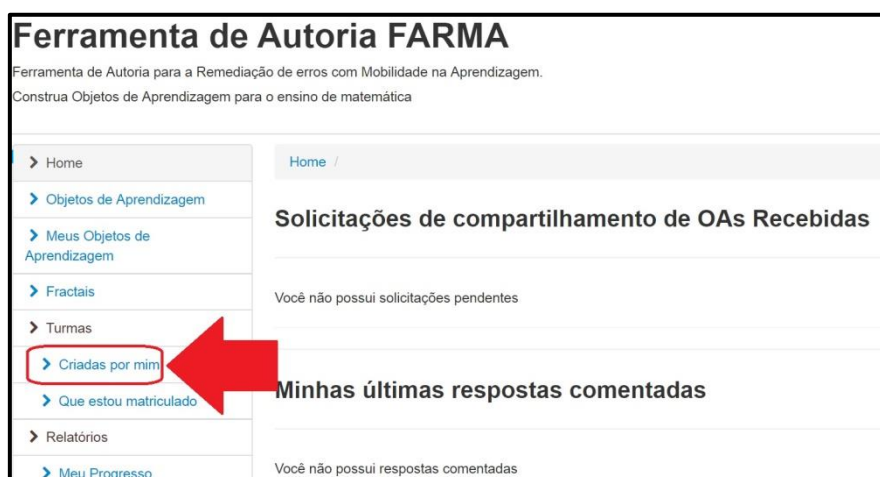 Ferramenta de Autoria FARMA
Ferramenta de Autoria para a Remediação de erros com Mobilidade na Aprendizagem.
Construa Objetos de Aprendizagem para o ensino de matemática
Home
Objetos de Aprendizagem
Meus Objetos de
Aprendizagem
Fractais
Turmas
Criadas por mim
Que estou matriculado
Relatórios
Meu Progresso
Home /
Solicitações de compartilhamento de OAs Recebidas
Você não possui solicitações pendentes
Minhas últimas respostas comentadas
Você não possui respostas comentadas